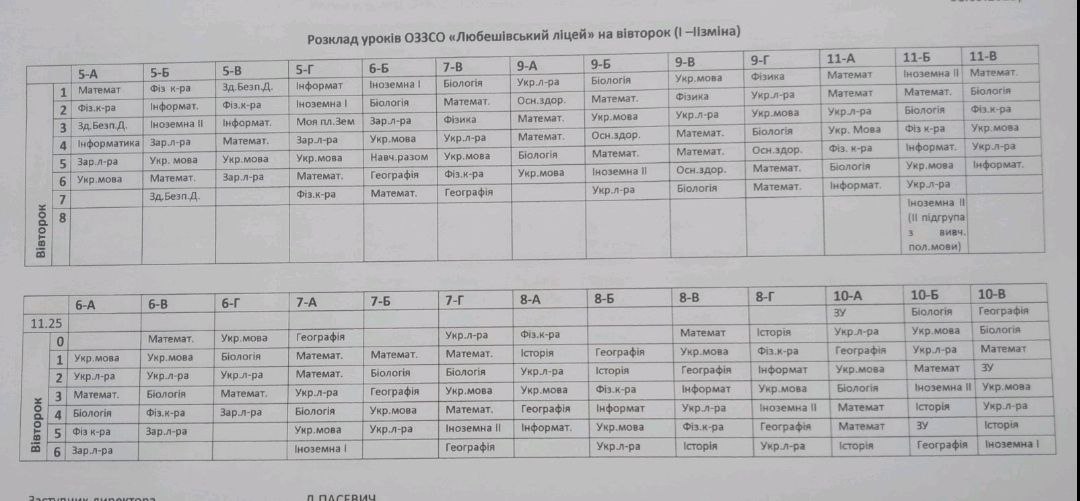 Розклад уроків ОЗЗСО «Любешівський ліцей» на вівторок (І –ІІзміна)
5-А 5-Б 5-В 5-Г 6-Б 7-В 9-А 9-Б 9-В 9-Г 11-А 11-Б 11-В
Вівторок
1 Математ Фіз к-ра Зд.Безп.Д. Інформат Іноземна І Біологія Укр.л-ра Біологія Укр.мова Фізика Математ Іноземна ІІ Математ.
2 Фіз.к-ра Інформат. Фіз.к-ра Іноземна І Біологія Математ. Осн.здор. Математ. Фізика Укр.л-ра Математ Математ. Біологія
3 Зд.Безп.Д. Іноземна ІІ Інформат. Моя пл.Зем Зар.л-ра Фізика Математ. Укр.мова Укр.л-ра Укр.мова Укр.л-ра Біологія Фіз.к-ра
4 Інформатика Зар.л-ра Математ. Зар.л-ра Укр.мова Укр.л-ра Математ. Осн.здор. Математ. Біологія Укр. Мова Фіз к-ра Укр.мова
5 Зар.л-ра Укр. мова Укр.мова Укр.мова Навч.разом Укр.мова Біологія Математ. Математ. Осн.здор. Фіз. к-ра Інформат. Укр.л-ра
6 Укр.мова Математ. Зар.л-ра Математ. Географія Фіз.к-ра Укр.мова Іноземна ІІ Осн.здор. Математ. Біологія Укр.мова Інформат.
7 Зд.Безп.Д. Фіз.к-ра Математ. Географія Укр.л-ра Біологія Математ. Інформат. Укр.л-ра
8 Іноземна ІІ
(ІІ підгрупа
з вивч.
пол.мови)
6-А 6-В 6-Г 7-А 7-Б 7-Г 8-А 8-Б 8-В 8-Г 10-А 10-Б 10-В
11.25 ЗУ Біологія Географія
Вівторок
0 Математ. Укр.мова Географія Укр.л-ра Фіз.к-ра Математ Історія Укр.л-ра Укр.мова Біологія
1 Укр.мова Укр.мова Біологія Математ. Математ. Математ. Історія Географія Укр.мова Фіз.к-ра Географія Укр.л-ра Математ
2 Укр.л-ра Укр.л-ра Укр.л-ра Математ. Біологія Біологія Укр.л-ра Історія Географія Інформат Укр.мова Математ ЗУ
3 Математ. Біологія Математ. Укр.л-ра Географія Укр.мова Укр.мова Фіз.к-ра Інформат Укр.мова Біологія Іноземна ІІ Укр.мова
4 Біологія Фіз.к-ра Зар.л-ра Біологія Укр.мова Математ. Географія Інформат Укр.л-ра Іноземна ІІ Математ Історія Укр.л-ра
5 Фіз к-ра Зар.л-ра Укр.мова Укр.л-ра Іноземна ІІ Інформат. Укр.мова Фіз.к-ра Географія Математ ЗУ Історія
6 Зар.л-ра Іноземна І Географія Укр.л-ра Історія Укр.л-ра Історія Географія Іноземна І
Заступник директора Л.ПАСЕВИЧ